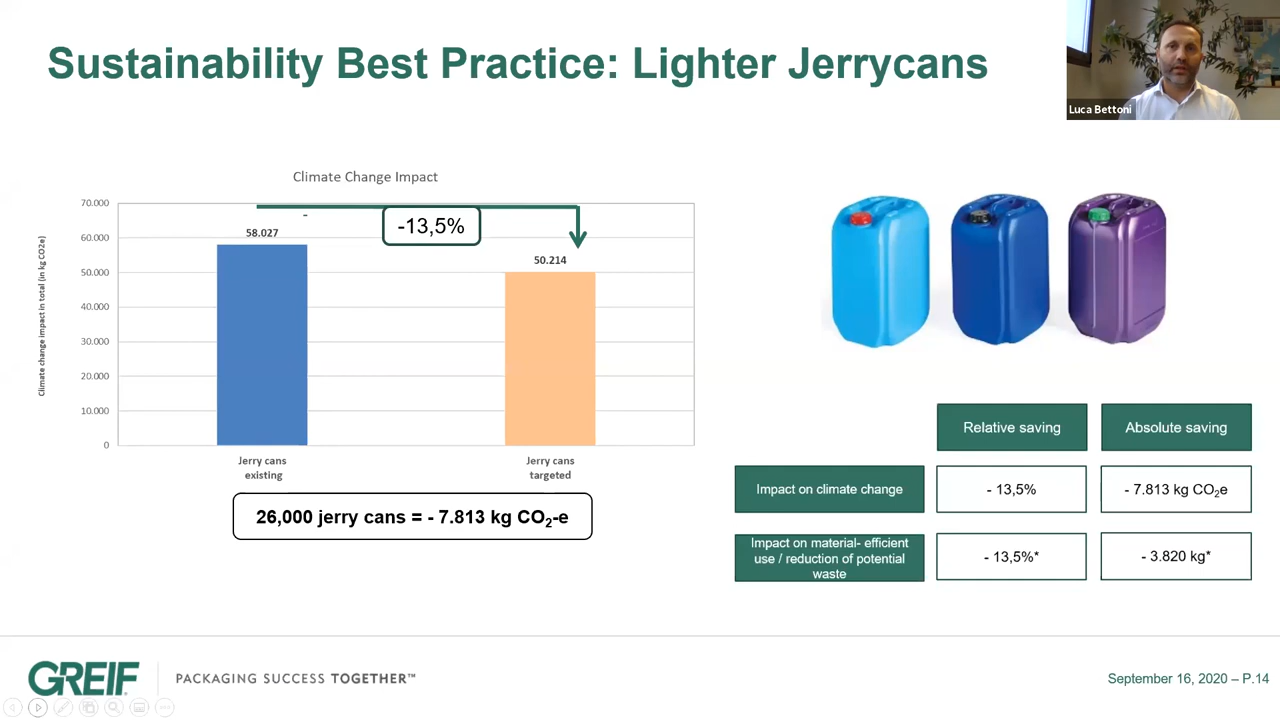 Sustainability Best Practice: Lighter Jerrycans
Luca Bettoni
Climate Change Impact
Climate change impact in total (in kg CO2e)
70.000
60.000
50.000
40.000
30.000
20.000
10.000
0
-
-13,5%
58.027
50.214
Jerry cans
existing
Jerry cans
targeted
26,000 jerry cans = - 7.813 kg CO₂-e
Relative saving
Absolute saving
Impact on climate change
- 13,5%
- 7.813 kg CO₂e
Impact on material- efficient
use / reduction of potential
waste
- 13,5%*
- 3.820 kg*
GREIF
PACKAGING SUCCESS TOGETHER™
September 16, 2020 – P.14